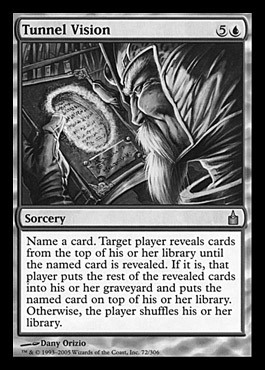 Tunnel Vision 5
Sorcery
Name a card. Target player reveals cards
from the top of his or her library until
the named card is revealed. If it is, that
player puts the rest of the revealed cards
into his or her graveyard and puts the
named card on top of his or her library.
Otherwise, the player shuffles his or her
library.
Dany Orizio
™ & © 1993–2005 Wizards of the Coast, Inc. 72/306